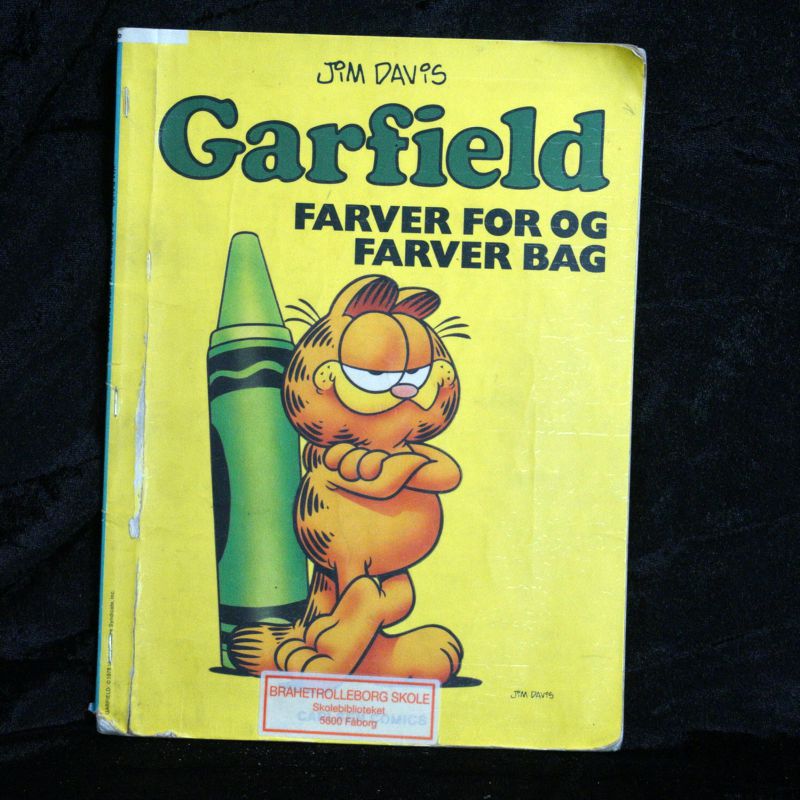 JIM DAVIS
Garfield
FARVER FOR OG
FARVER BAG
JIM DAVIS
BRAHETROLLEBORG SKOLE
Skolebiblioteket
5600 Fåborg